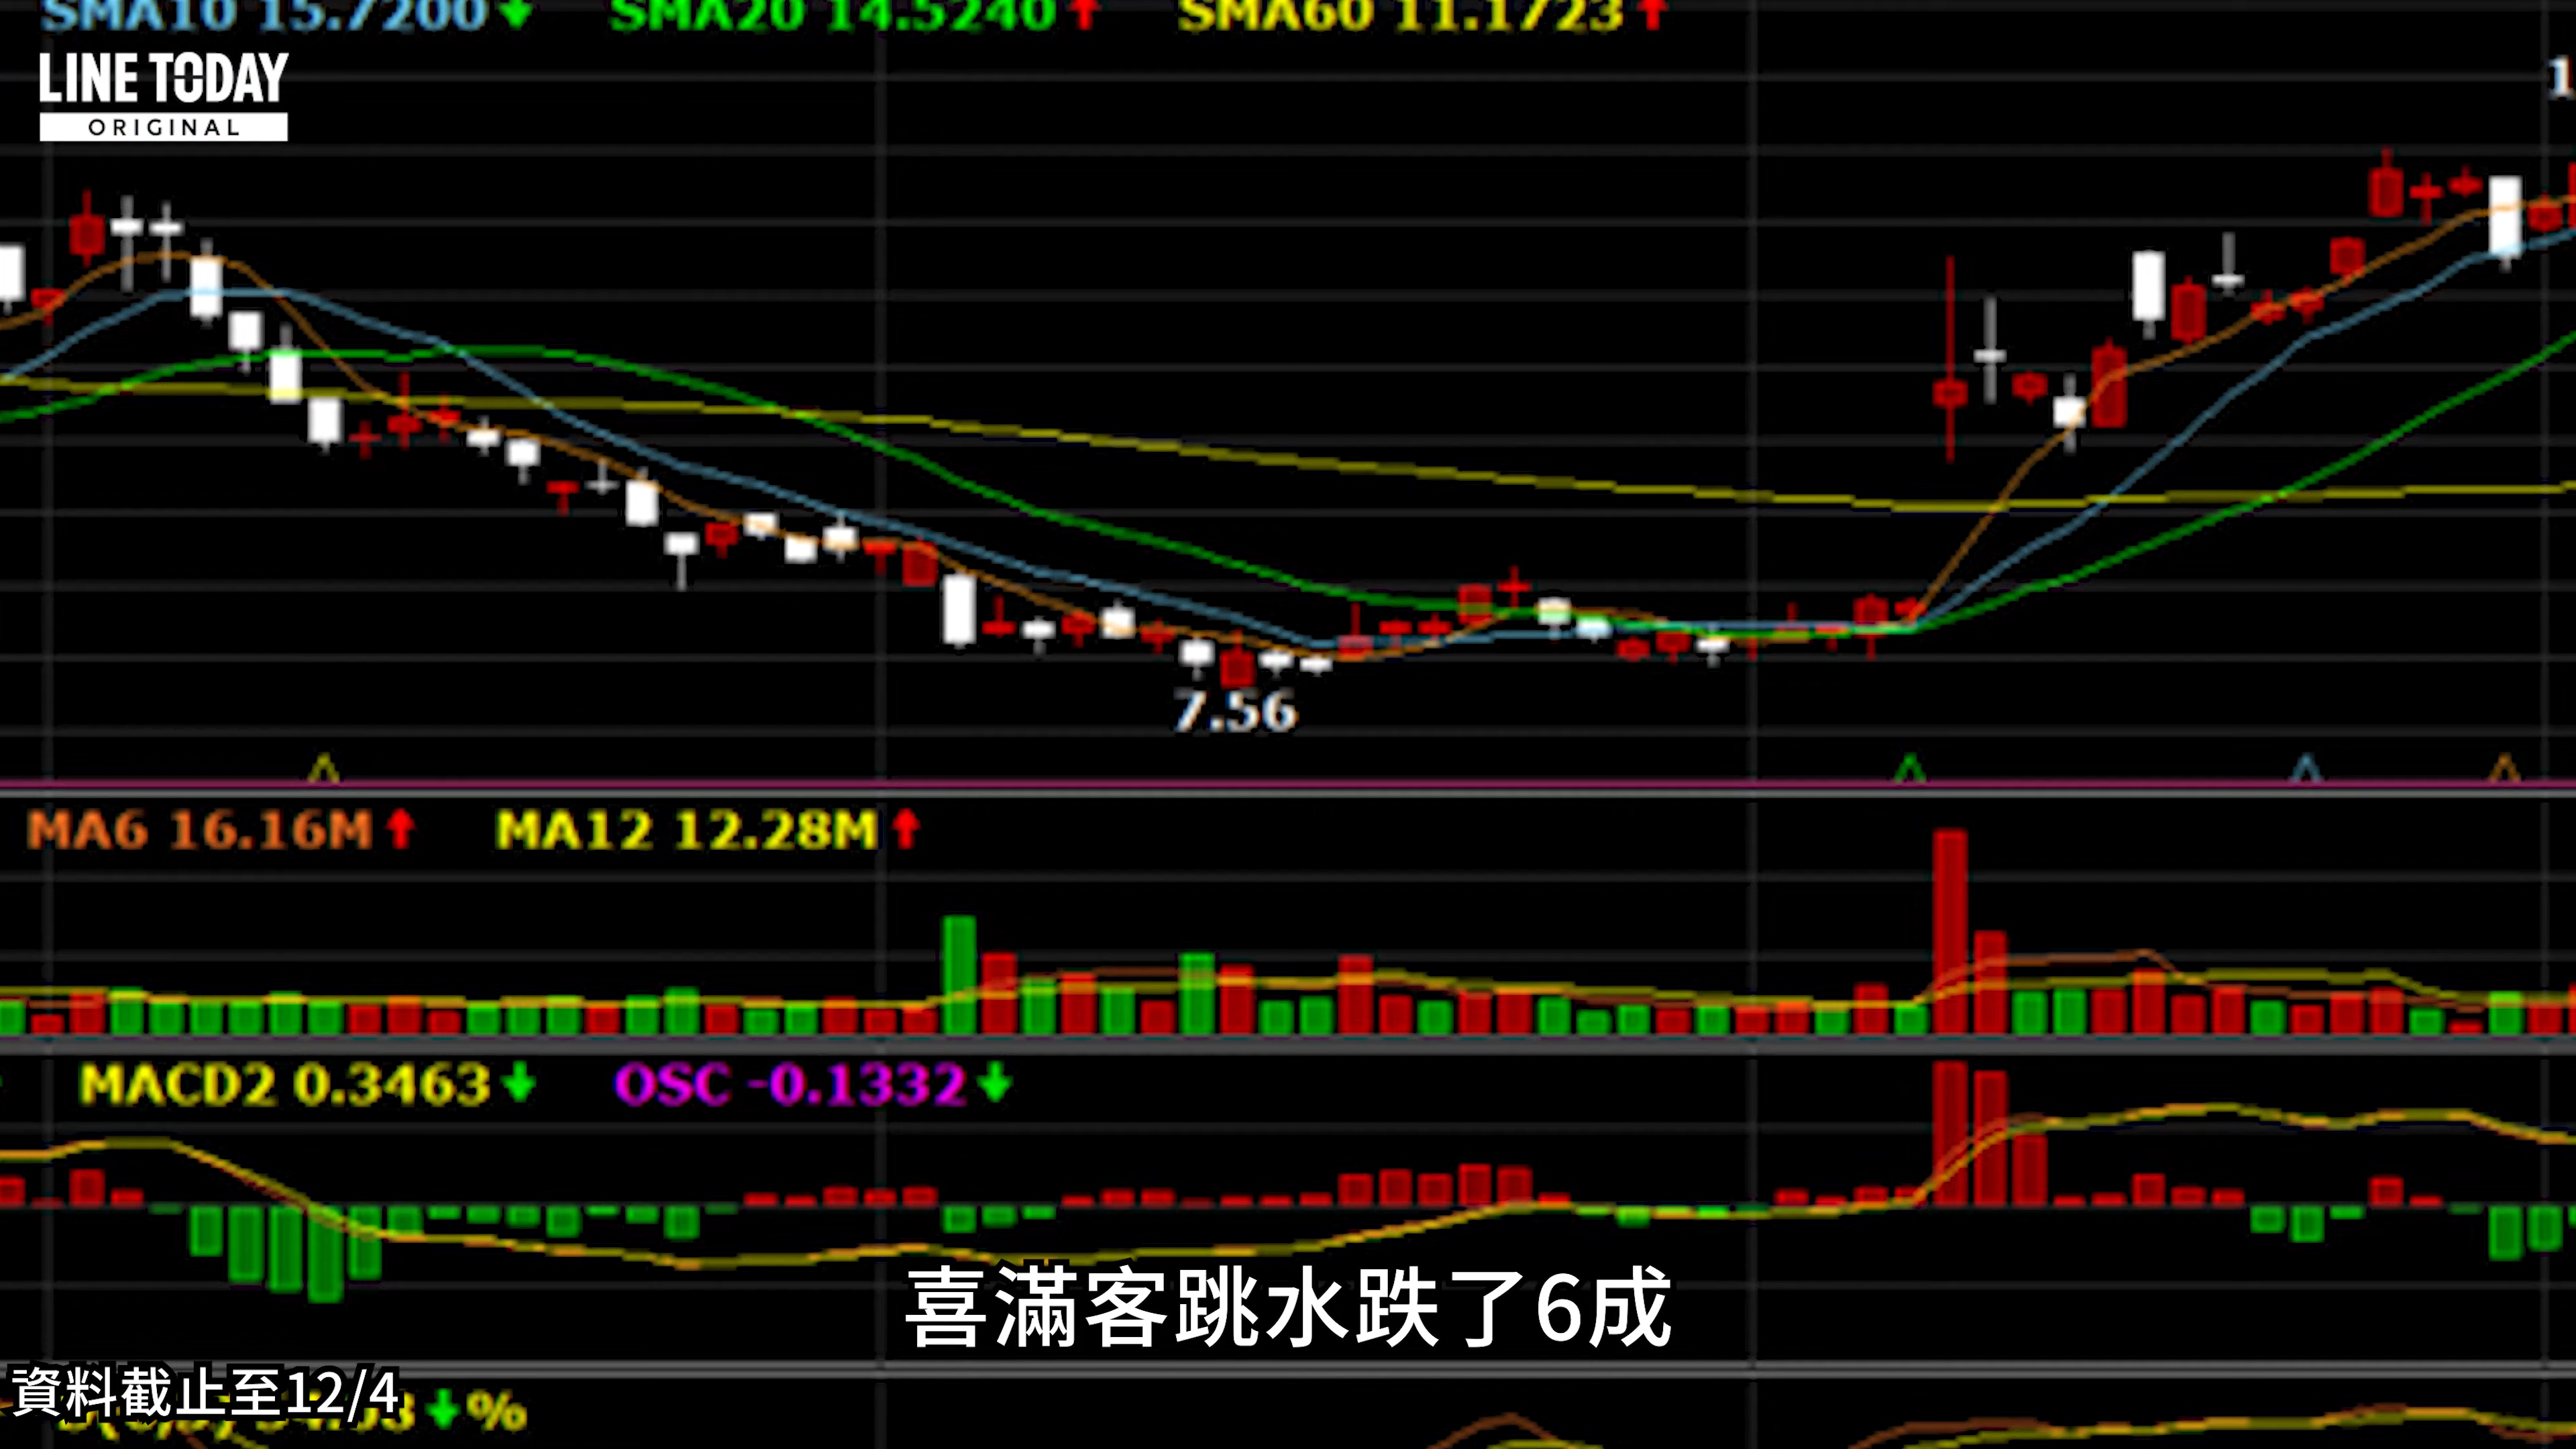 SMA10 15.7200 SMA20 14.5240 SMA60 11.1723
LINE TODAY
ORIGINAL
7.56
MA6 16.16M MA12 12.28M
MACD2 0.3463 OSC -0.1332
喜滿客跳水跌了6成
資料截止至12/4
%